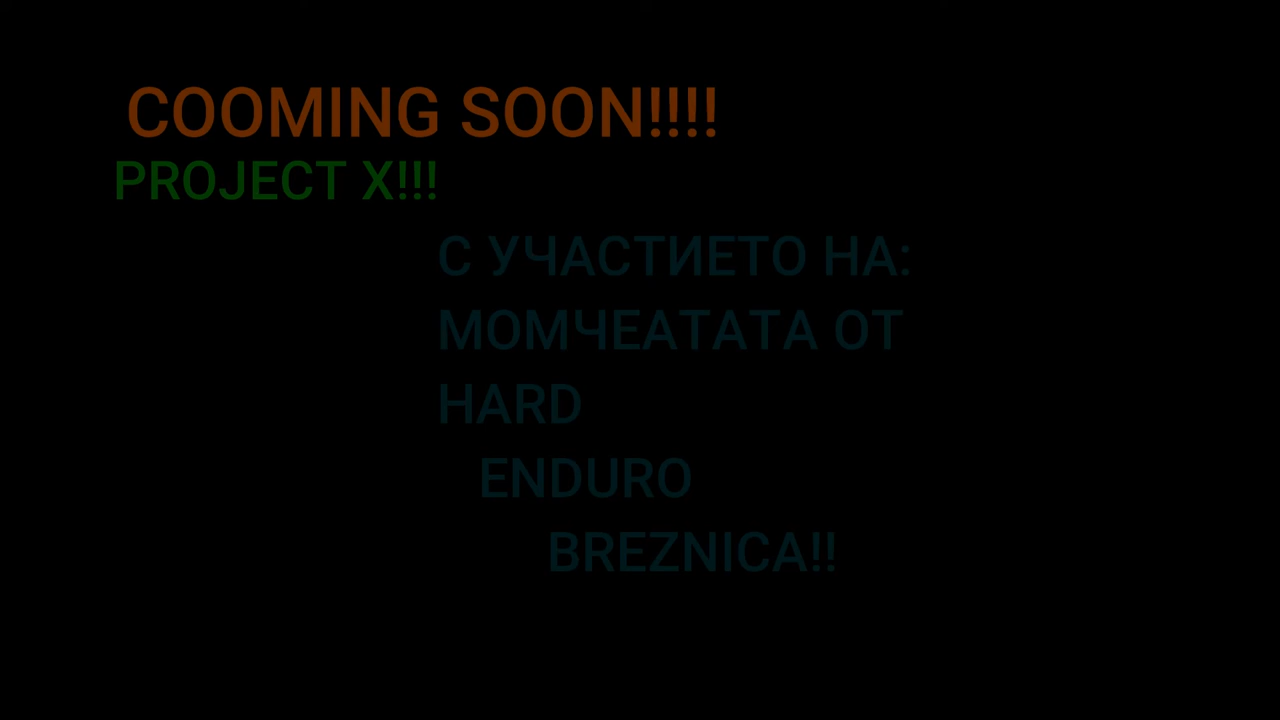 COOMING SOON!!!!
PROJECT X!!!
С УЧАСТИЕТО НА:
МОМЧЕАТАТА ОТ
HARD
ENDURO
BREZNICA!!